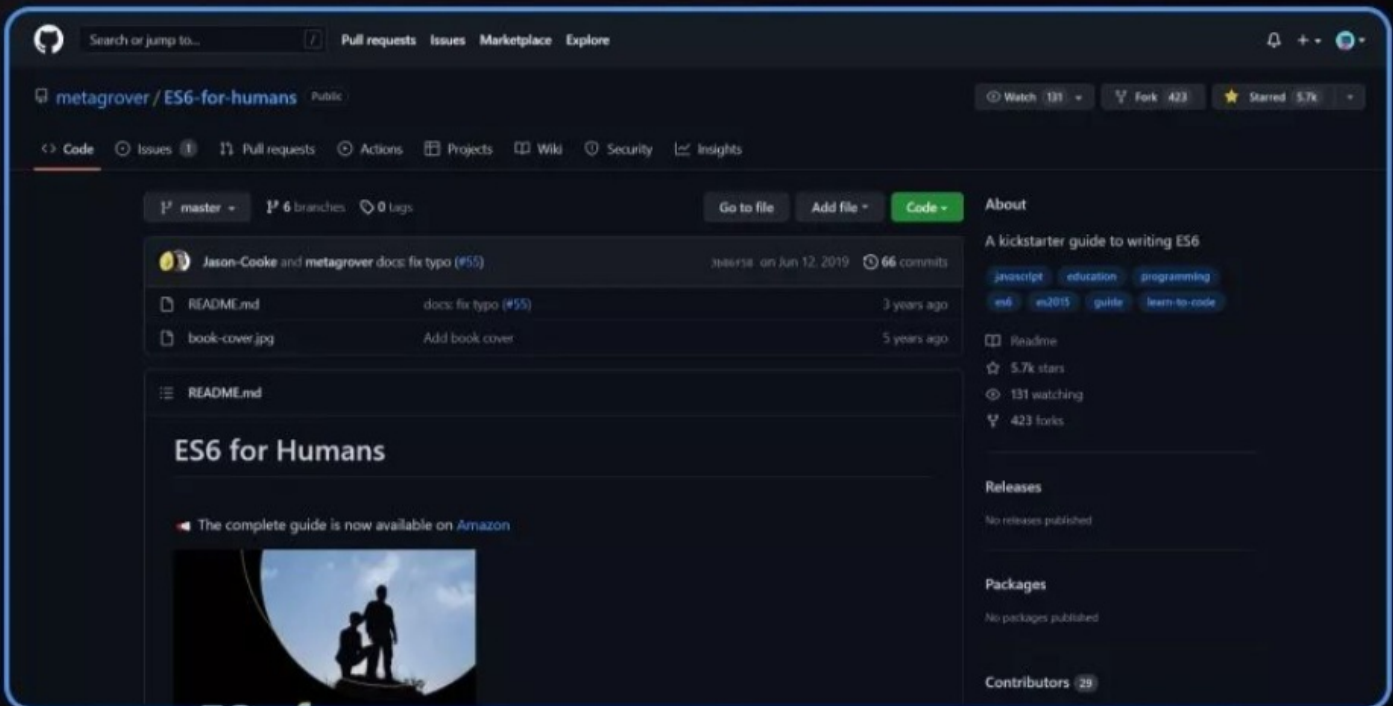 Search or jump to... /
Pull requests Issues Marketplace Explore
metagrover / ES6-for-humans Public
Watch 131 Fork 423 Starred 5.7k
Code Issues 1 Pull requests Actions Projects Wiki Security Insights
master 6 branches 0 tags Go to file Add file Code
Jason-Cooke and metagrover docs: fix typo (#55) on Jun 12, 2019 66 commits
README.md docs: fix typo (#55) 3 years ago
book-cover.jpg Add book cover 5 years ago
README.md
ES6 for Humans
The complete guide is now available on Amazon
About
A kickstarter guide to writing ES6
javascript education programming
es6 es2015 guide learn-to-code
Readme
5.7k stars
131 watching
423 forks
Releases
No releases published
Packages
No packages published
Contributors 29